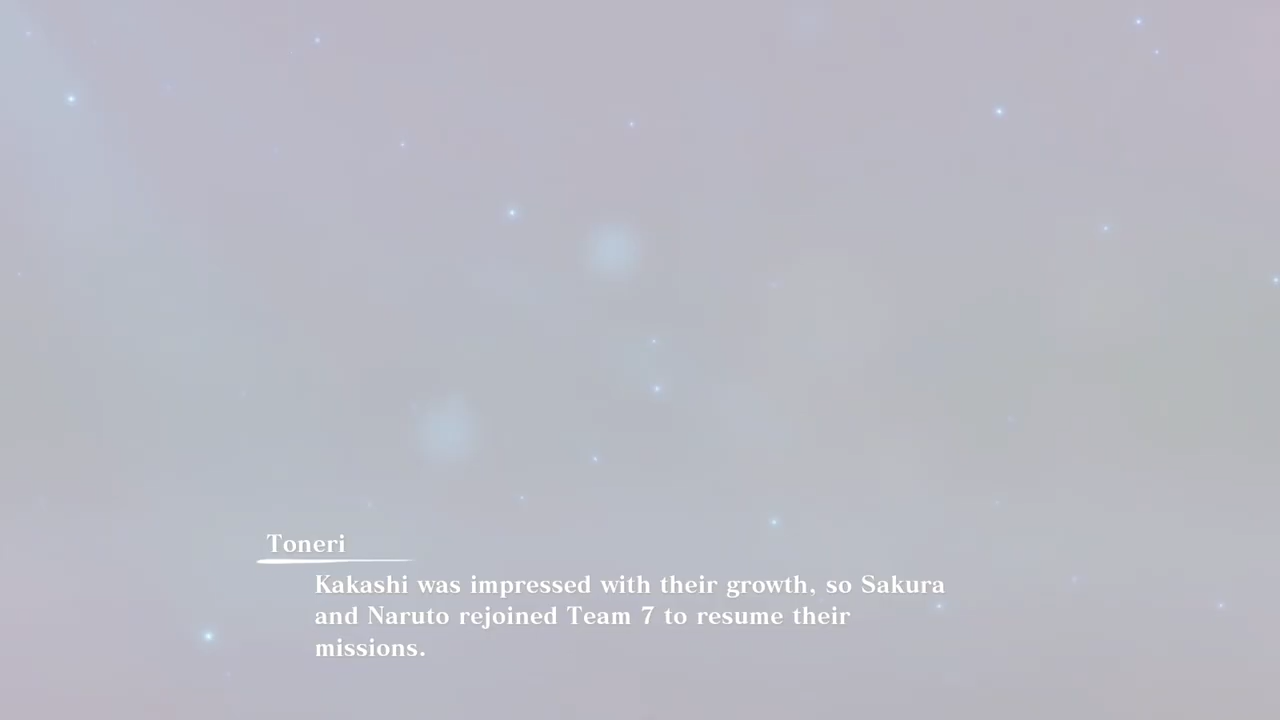 Toneri
Kakashi was impressed with their growth, so Sakura
and Naruto rejoined Team 7 to resume their
missions.